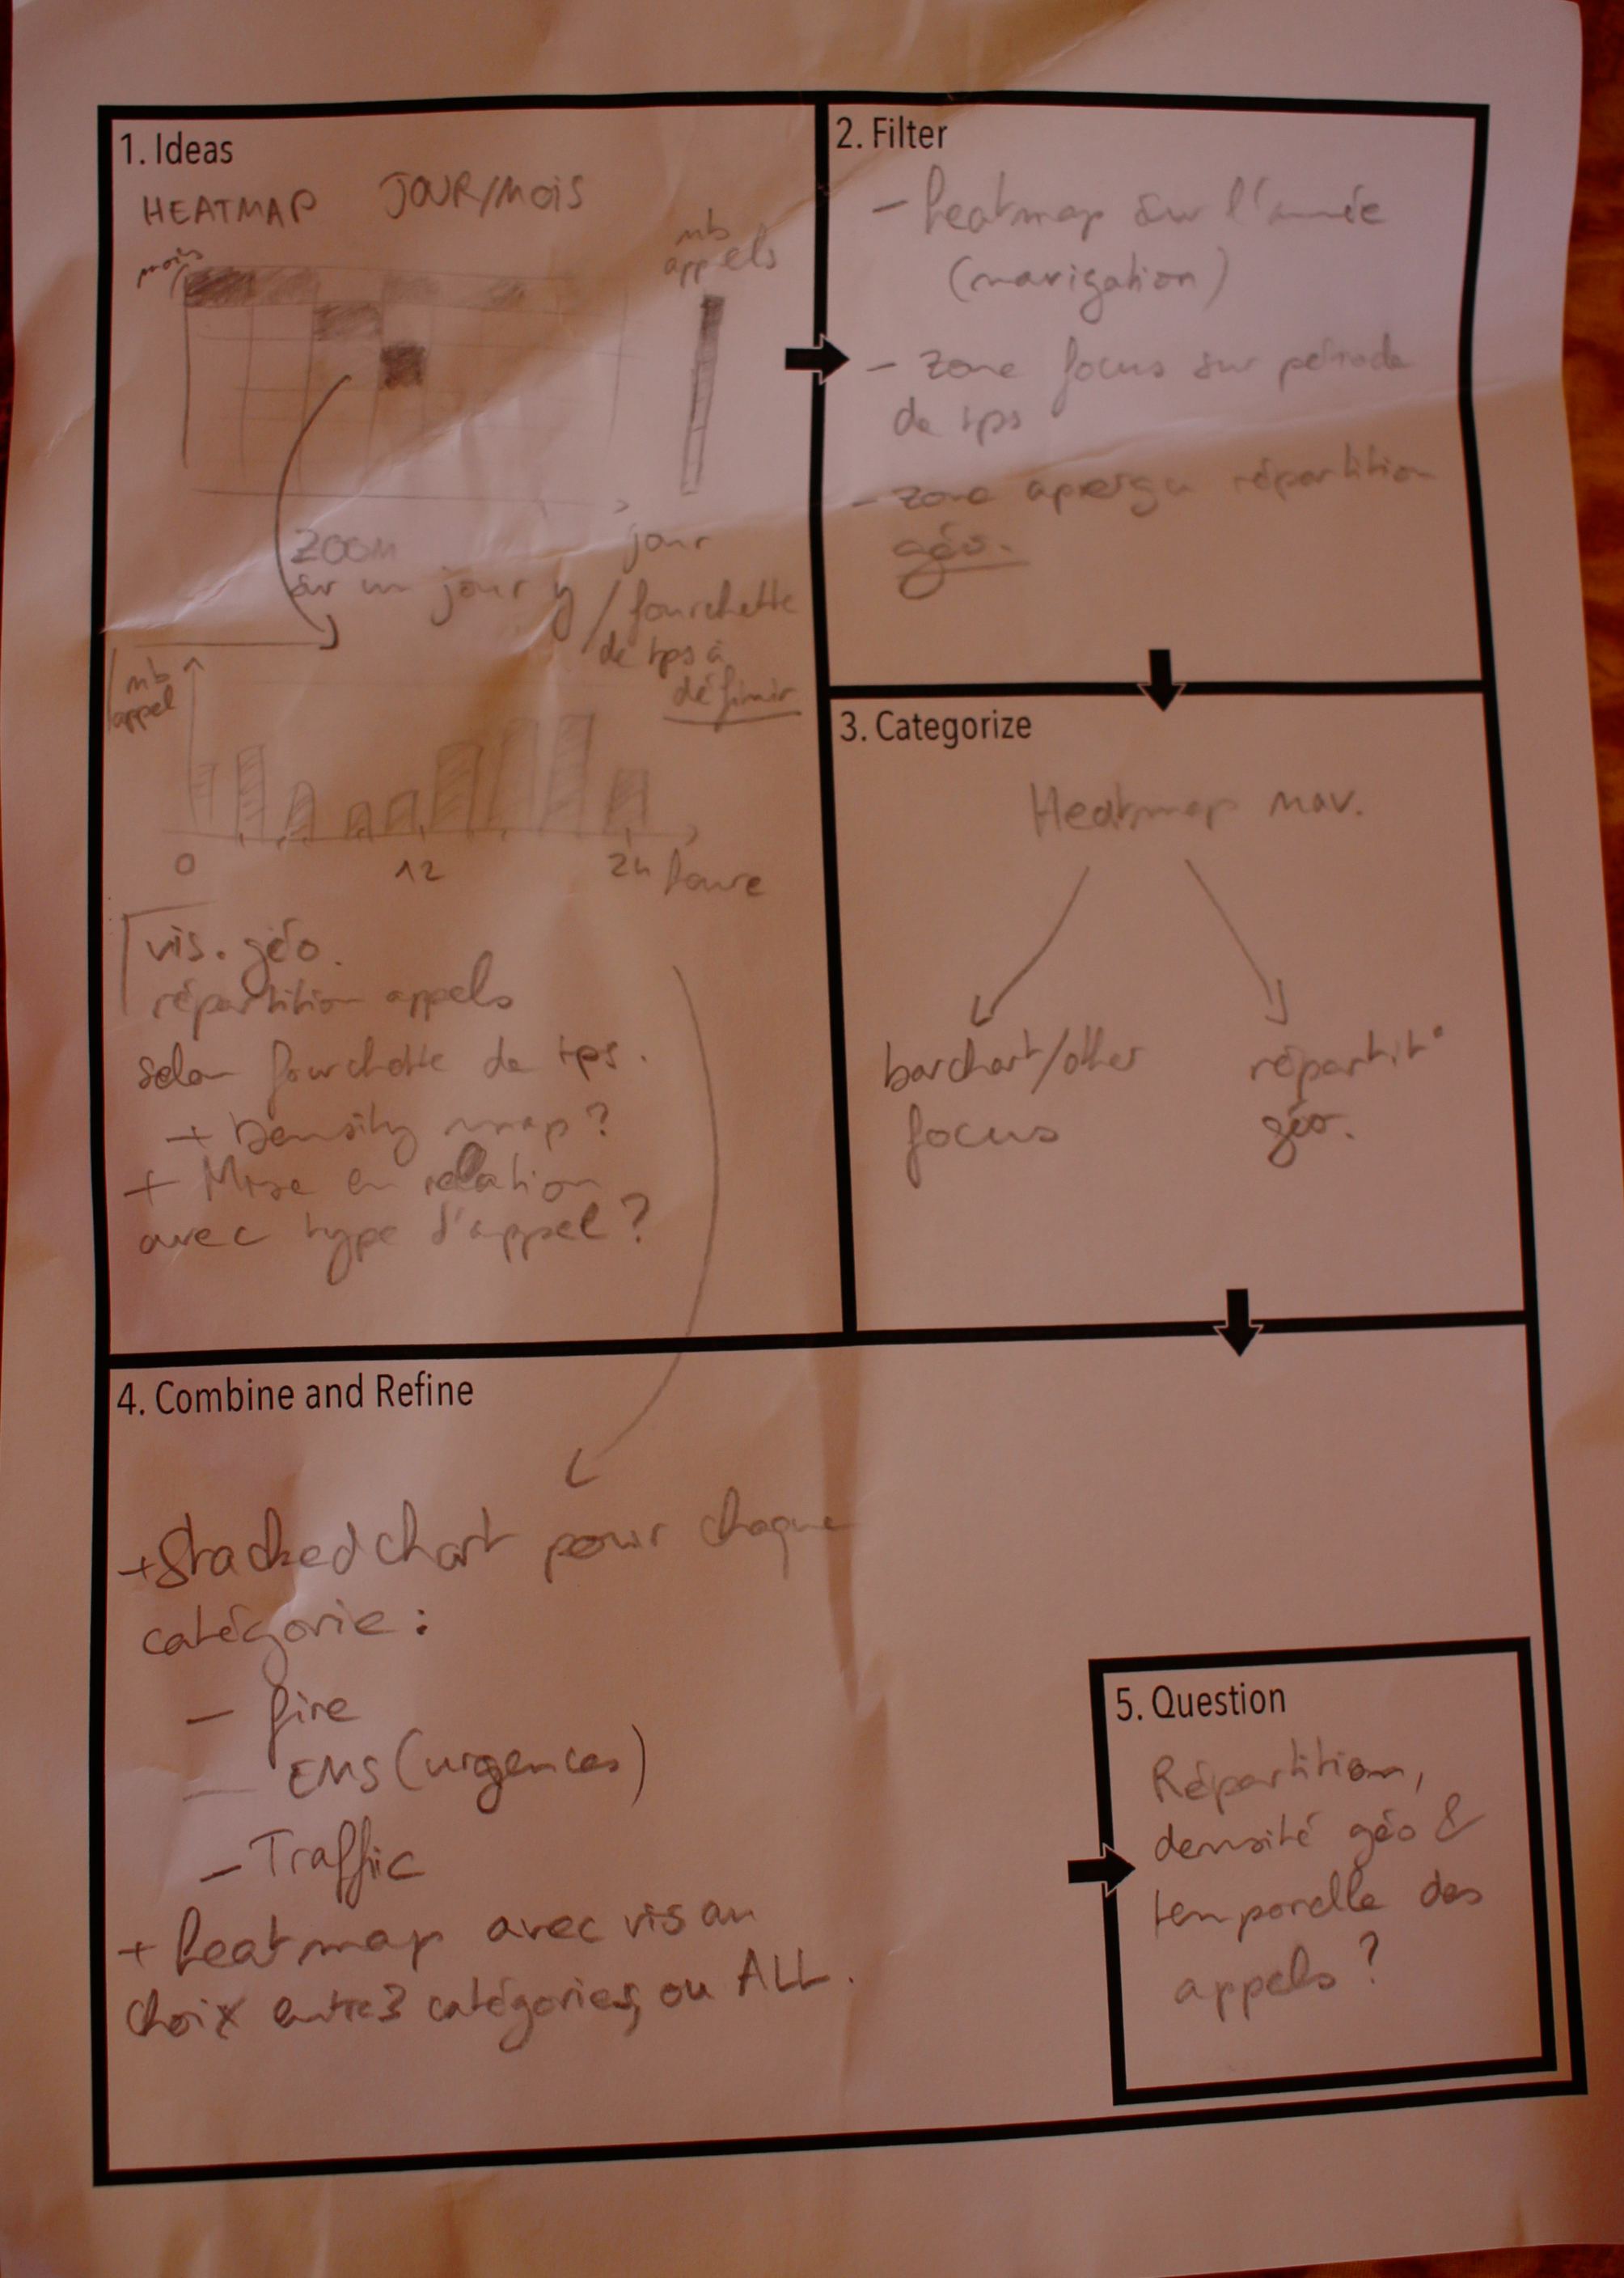 1. Ideas
HEATMAP JOUR/MOIS
mois
nb
appels
jour
ZOOM
sur un jour y / fourchette
de tps à
définir
nb
appel
0 12 24 heure
vis. géo.
répartition appels
selon fourchette de tps.
+ Density map ?
+ Mise en relation
avec type d'appel ?
2. Filter
- heatmap sur l'année
(navigation)
- zone focus sur période
de tps
- zone aperçu répartition
géo.
3. Categorize
Heatmap nav.
barchart/other
focus
répartit°
géo.
4. Combine and Refine
+ Stacked chart pour chaque
catégorie :
- fire
- EMS (urgences)
- Traffic
+ heatmap avec vis au
choix entre 3 catégories, ou ALL.
5. Question
Répartition,
densité géo &
temporelle des
appels ?